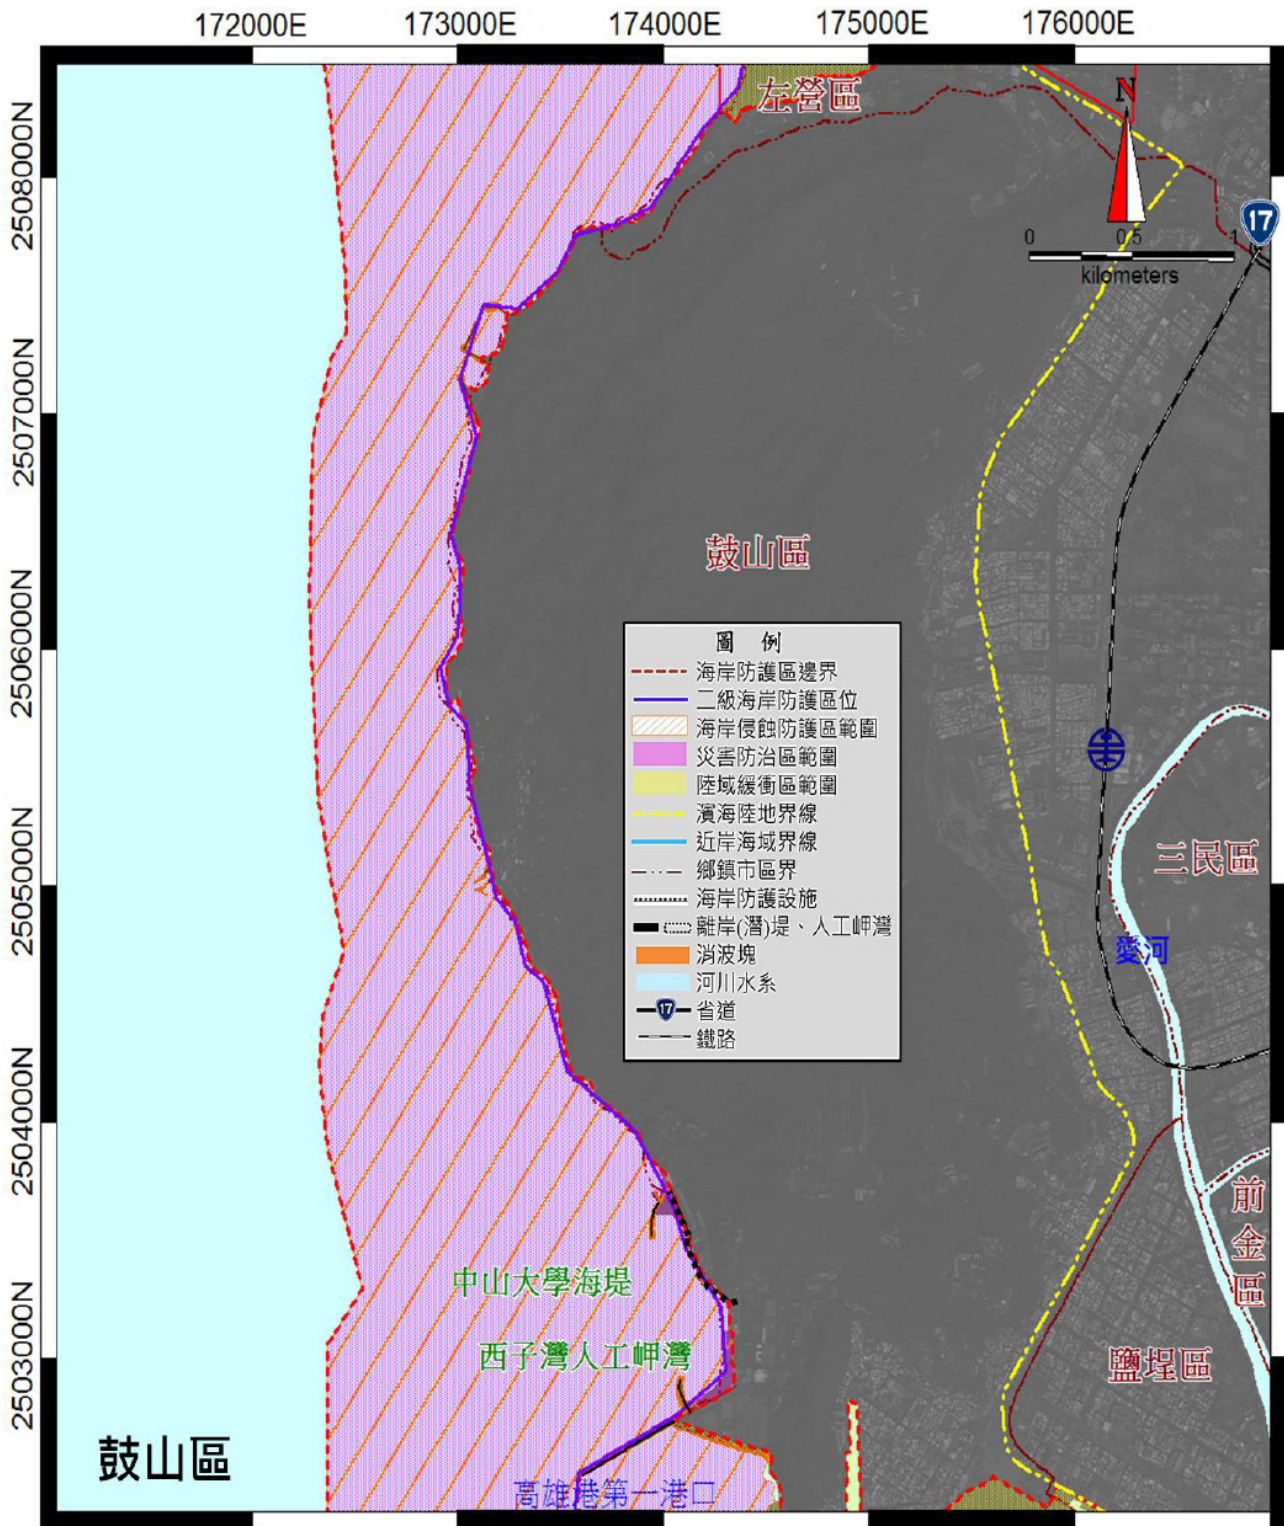 172000E 173000E 174000E 175000E 176000E
左營區
N
2508000N
17
0 0.5 1
kilometers
2507000N
鼓山區
2506000N
圖 例
海岸防護區邊界
二級海岸防護區位
海岸侵蝕防護區範圍
災害防治區範圍
陸域緩衝區範圍
濱海陸地界線
近岸海域界線
鄉鎮市區界
海岸防護設施
離岸(潛)堤、人工岬灣
消波塊
河川水系
17 省道
鐵路
2505000N
三民區
愛河
2504000N
前金區
中山大學海堤
2503000N
西子灣人工岬灣
鹽埕區
鼓山區
高雄港第一港口